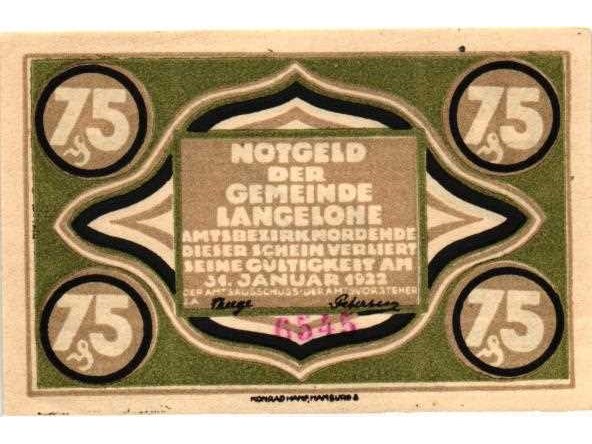 75
75
NOTGELD
DER
GEMEINDE
LANGELOHE
AMTSBEZIRK NORDENDE
DIESER SCHEIN VERLIERT
SEINE GÜLTIGKEIT AM
31 JANUAR 1922
DER AMTSAUSSCHUSS · DER AMTSVORSTEHER
I.A.
Petersen
6545
75
75
KONRAD HANF, HAMBURG 8